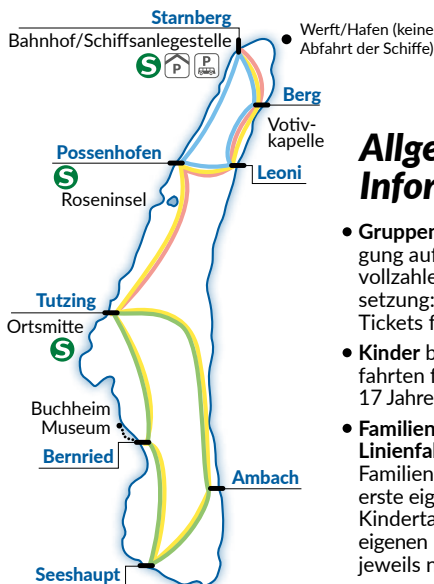 Starnberg
Bahnhof/Schiffsanlegestelle
S P P
Werft/Hafen (keine
Abfahrt der Schiffe)
Berg
Votiv-
kapelle
Possenhofen
S
Leoni
Roseninsel
Tutzing
Ortsmitte
S
Buchheim
Museum
Bernried
Ambach
Seeshaupt
Allge
Infor
• Gruppen
gung auf
vollzahle
setzung:
Tickets f
• Kinder b
fahrten f
17 Jahre
• Familien
Linienfa
Familien
erste eig
Kinderta
eigenen
jeweils n